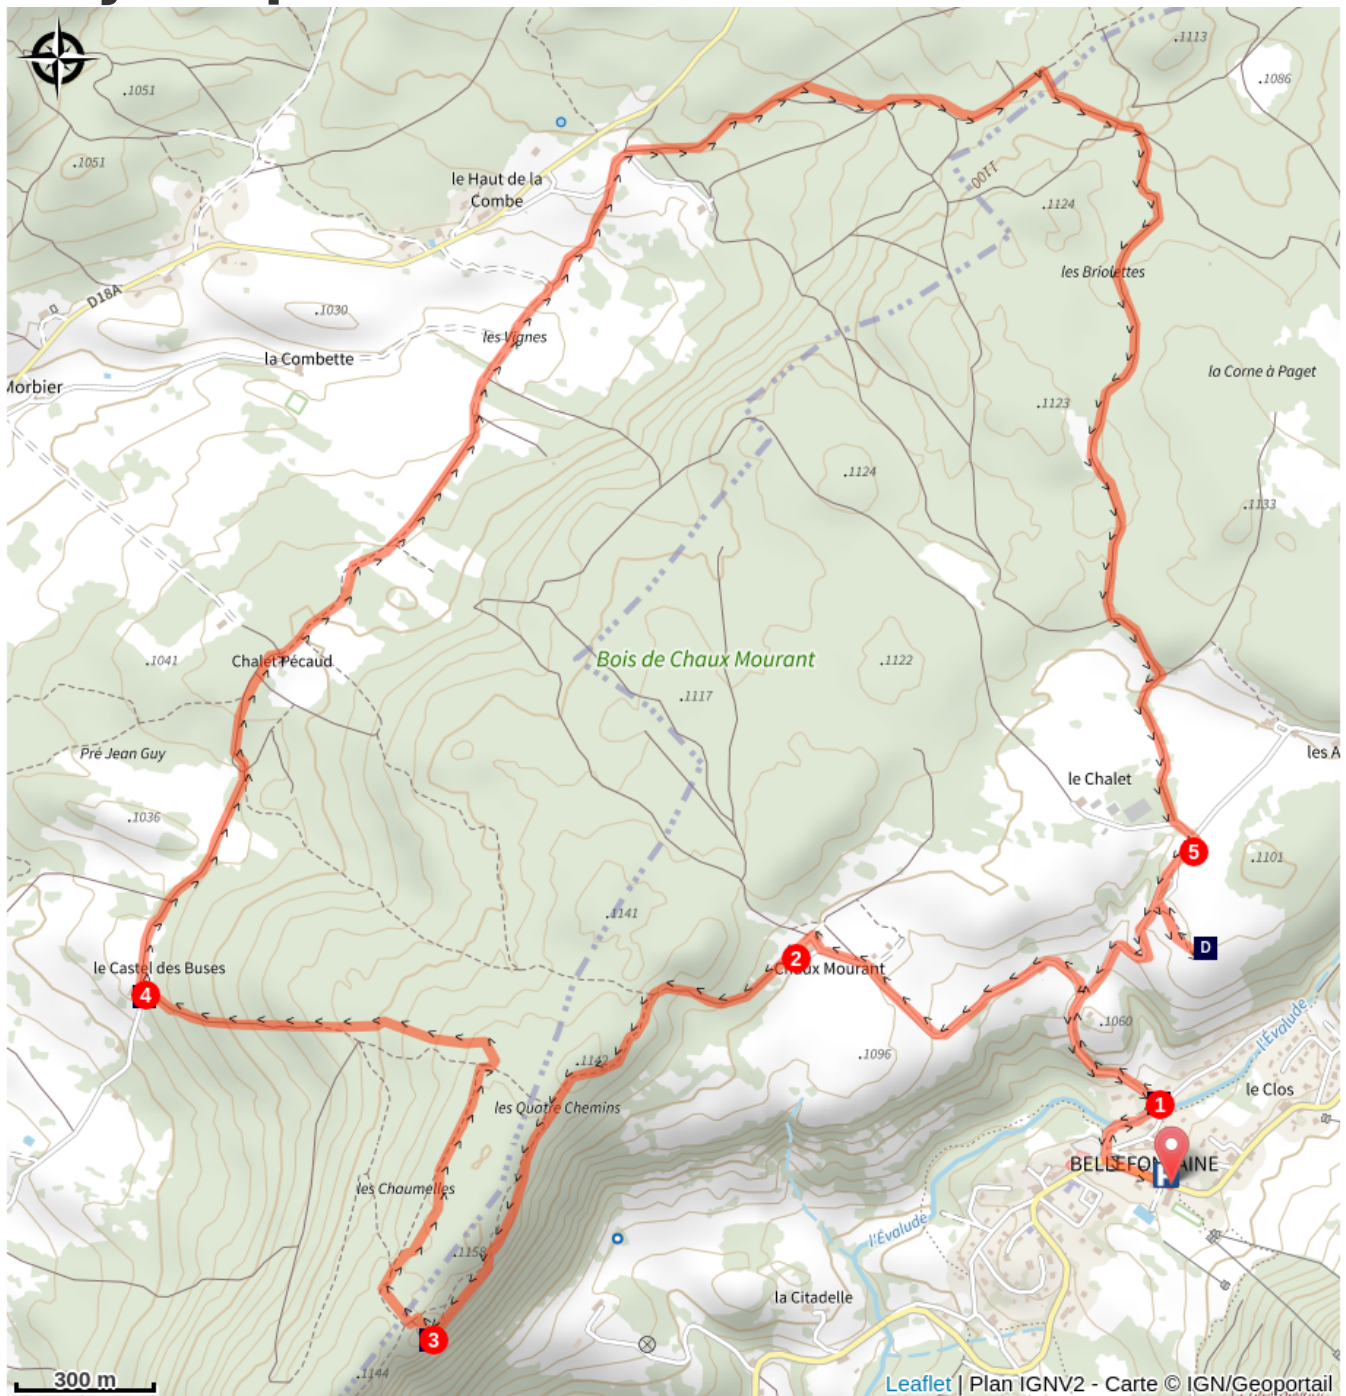 .1113
.1051
.1086
.1051
le Haut de la
Combe
1100
.1124
les Briolettes
D18A
.1030
les Vignes
la Combette
la Corne à Paget
Morbier
.1123
.1124
.1133
Bois de Chaux Mourant
.1041
Chalet Pécaud
.1122
.1117
Pré Jean Guy
les A
le Chalet
.1036
5
.1101
.1141
D
2
Chaux Mourant
le Castel des Buses
4
.1060
l'Évalude
.1096
.1142
le Clos
1
les Quatre Chemins
BELLEFONTAINE
les Chaumelles
l'Évalude
.1158
la Citadelle
3
.1144
300 m
Leaflet | Plan IGNV2 - Carte © IGN/Geoportail